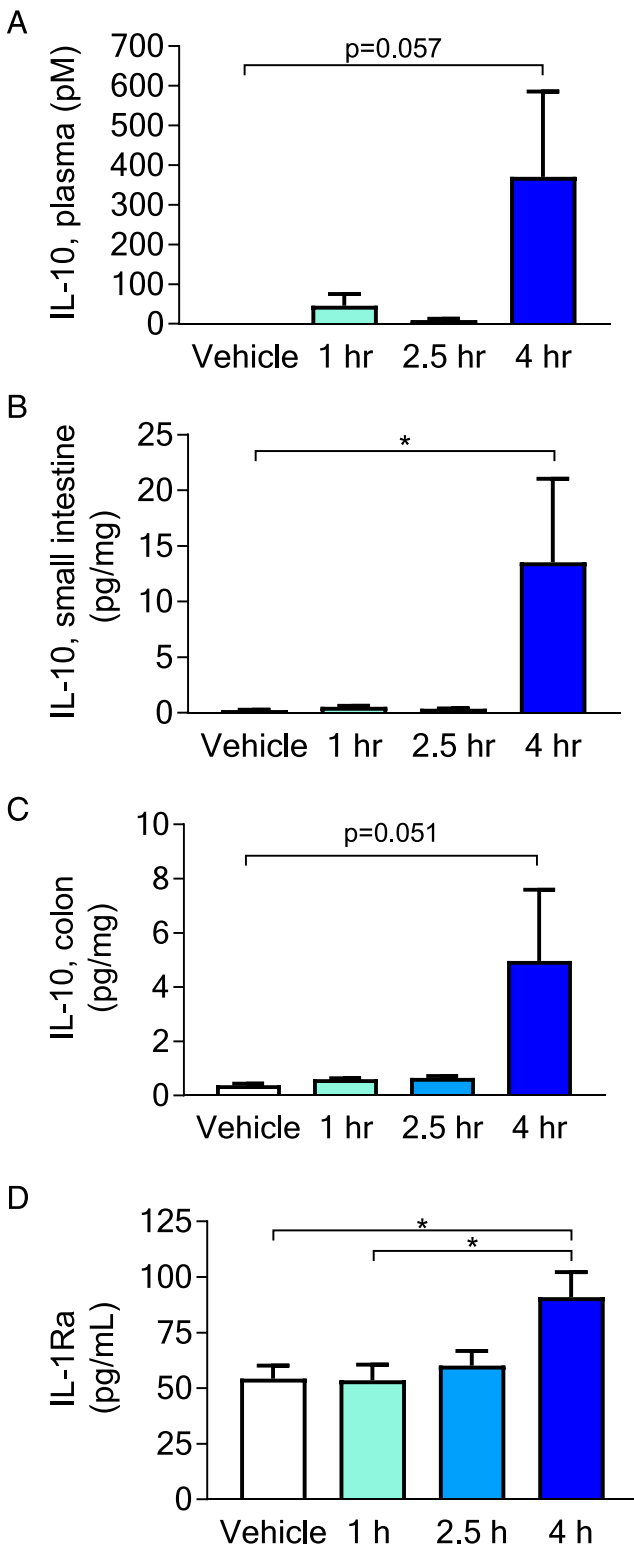 A
IL-10, plasma (pM)
700
600
500
400
300
200
100
0
p=0.057
Vehicle 1 hr 2.5 hr 4 hr
B
IL-10, small intestine
(pg/mg)
25
20
15
10
5
0
*
Vehicle 1 hr 2.5 hr 4 hr
C
IL-10, colon
(pg/mg)
10
8
6
4
2
0
p=0.051
Vehicle 1 hr 2.5 hr 4 hr
D
IL-1Ra
(pg/mL)
125
100
75
50
25
0
*
*
Vehicle 1 h 2.5 h 4 h